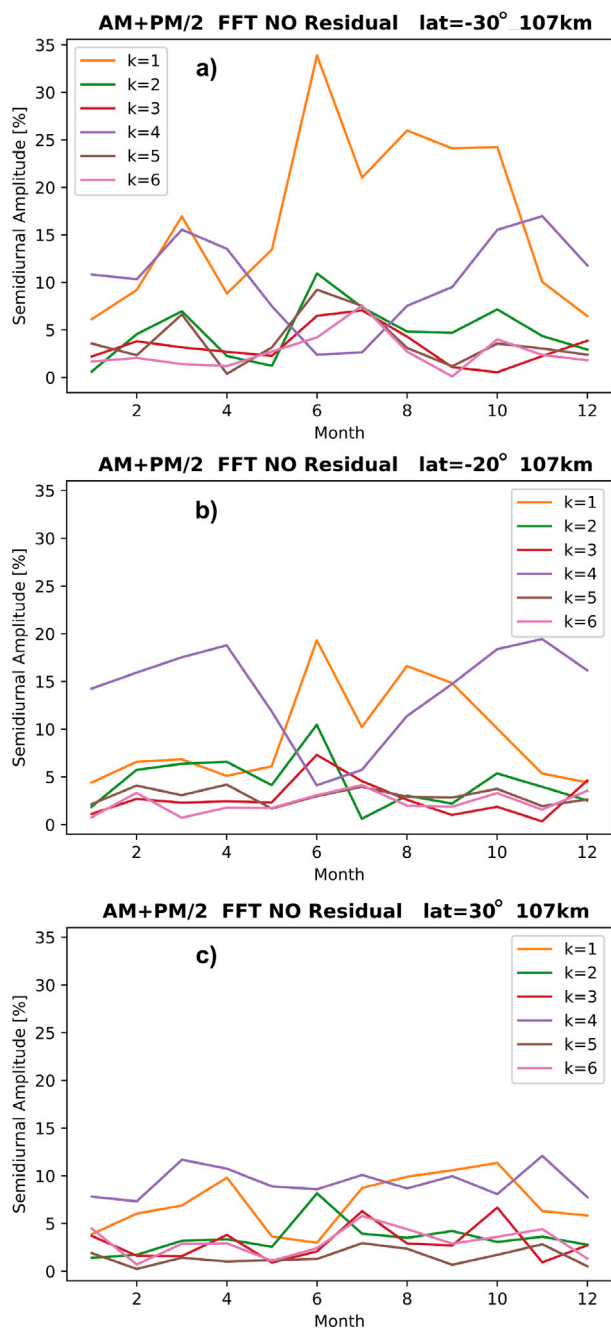 AM+PM/2 FFT NO Residual lat=-30° 107km
a)
k=1
k=2
k=3
k=4
k=5
k=6
Semidiurnal Amplitude [%]
35
30
25
20
15
10
5
0
2 4 6 8 10 12
Month
AM+PM/2 FFT NO Residual lat=-20° 107km
b)
k=1
k=2
k=3
k=4
k=5
k=6
Semidiurnal Amplitude [%]
35
30
25
20
15
10
5
0
2 4 6 8 10 12
Month
AM+PM/2 FFT NO Residual lat=30° 107km
c)
k=1
k=2
k=3
k=4
k=5
k=6
Semidiurnal Amplitude [%]
35
30
25
20
15
10
5
0
2 4 6 8 10 12
Month